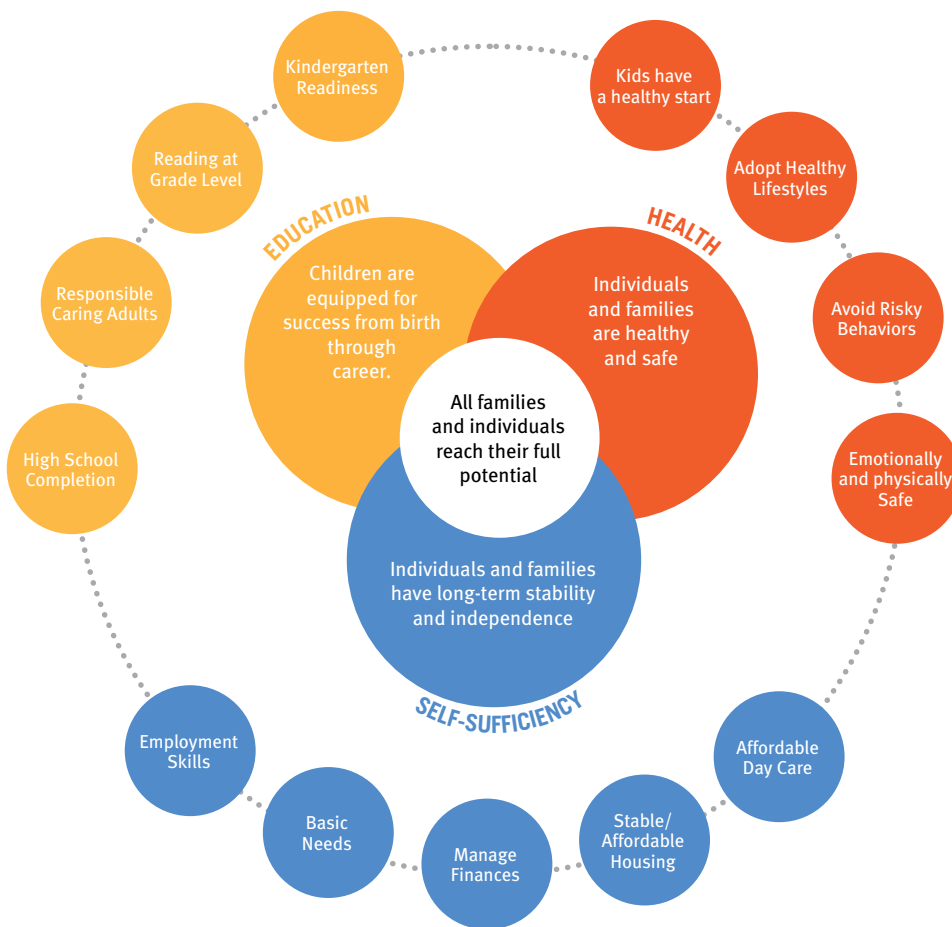 Kindergarten
Readiness
Kids have
a healthy start
Reading at
Grade Level
Adopt Healthy
Lifestyles
EDUCATION
HEALTH
Responsible
Caring Adults
Children are
equipped for
success from birth
through
career.
Individuals
and families
are healthy
and safe
Avoid Risky
Behaviors
All families
and individuals
reach their full
potential
High School
Completion
Emotionally
and physically
Safe
Individuals and families
have long-term stability
and independence
SELF-SUFFICIENCY
Employment
Skills
Affordable
Day Care
Basic
Needs
Manage
Finances
Stable/
Affordable
Housing